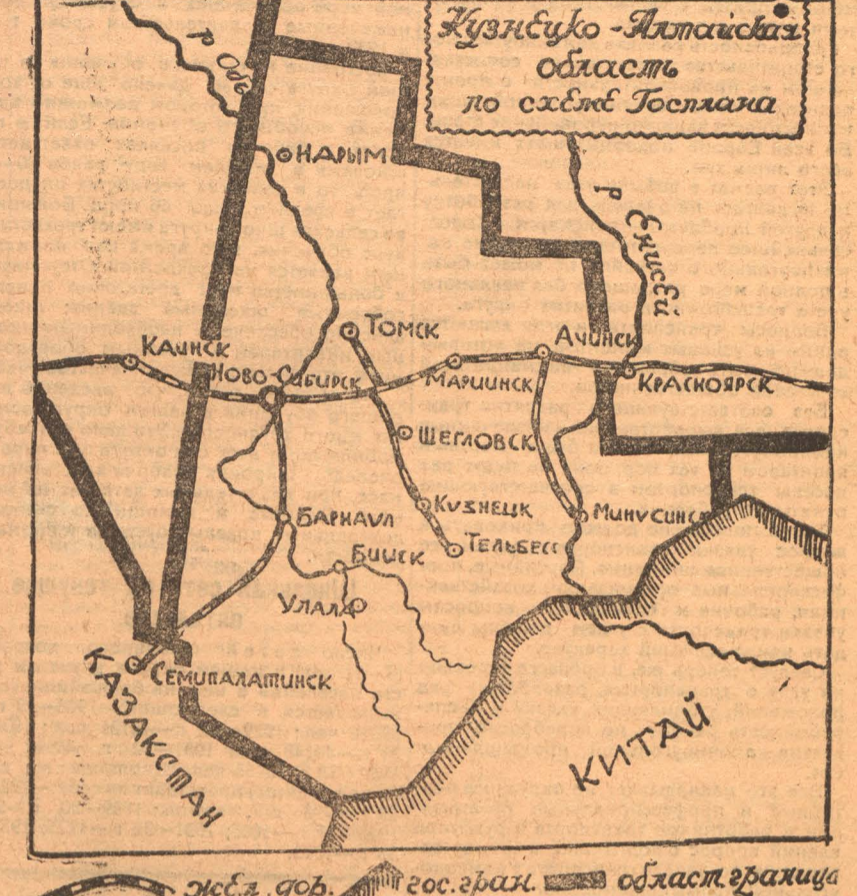 Кузнецко-Алтайская
область
по схеме Госплана
р Обь
НАРЫМ
р Енисей
ТОМСК
АЧИНСК
КАИНСК
НОВО-СИБИРСК
МАРИИНСК
КРАСНОЯРСК
ЩЕГЛОВСК
КУЗНЕЦК
МИНУСИНСК
БАРНАУЛ
ТЕЛЬБЕСС
БИЙСК
УЛАЛА
СЕМИПАЛАТИНСК
КАЗАКСТАН
КИТАЙ
жел. дор. гос. гран. област. граница